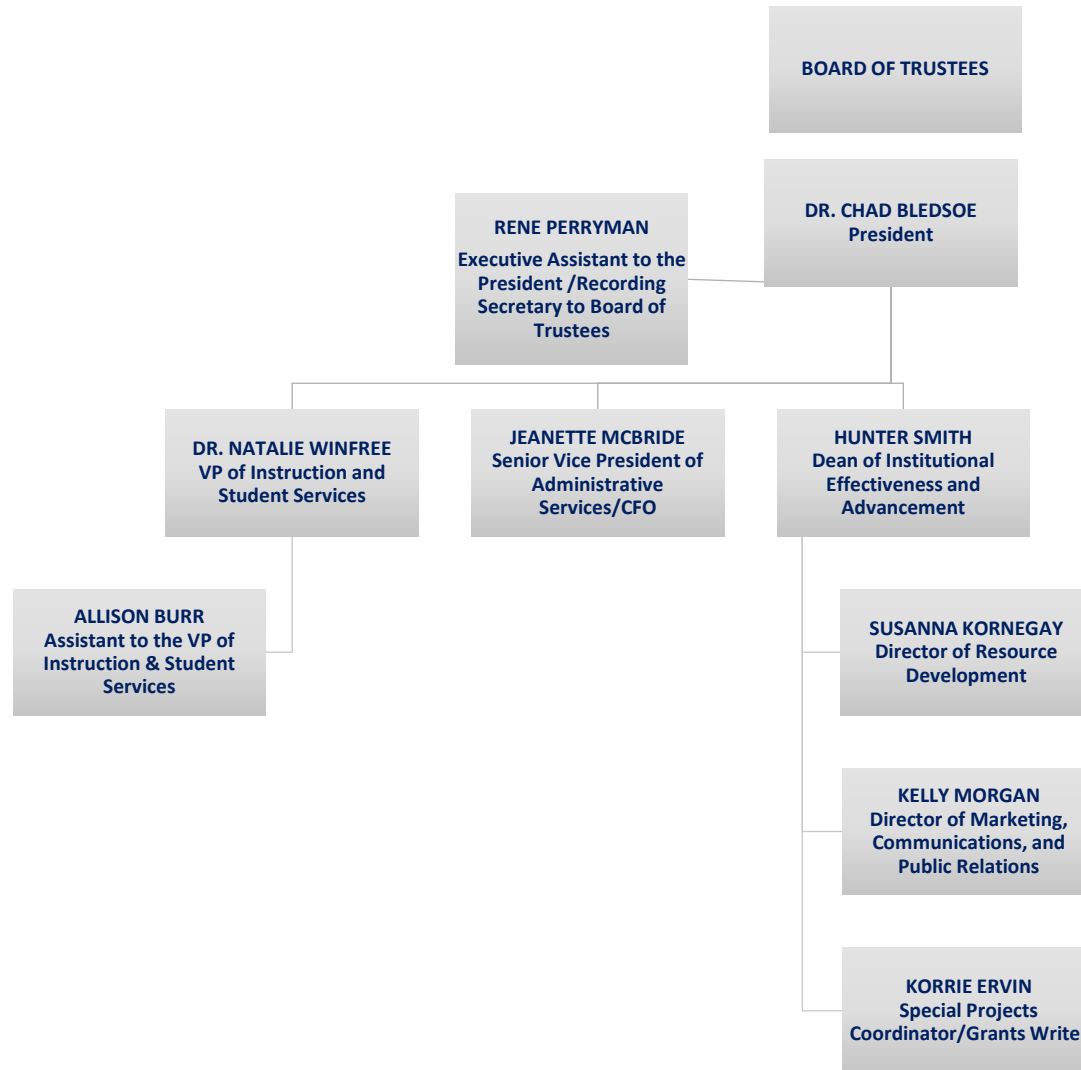 BOARD OF TRUSTEES
DR. CHAD BLEDSOE
President
RENE PERRYMAN
Executive Assistant to the
President /Recording
Secretary to Board of
Trustees
DR. NATALIE WINFREE
VP of Instruction and
Student Services
JEANETTE MCBRIDE
Senior Vice President of
Administrative
Services/CFO
HUNTER SMITH
Dean of Institutional
Effectiveness and
Advancement
ALLISON BURR
Assistant to the VP of
Instruction & Student
Services
SUSANNA KORNEGAY
Director of Resource
Development
KELLY MORGAN
Director of Marketing,
Communications, and
Public Relations
KORRIE ERVIN
Special Projects
Coordinator/Grants Write